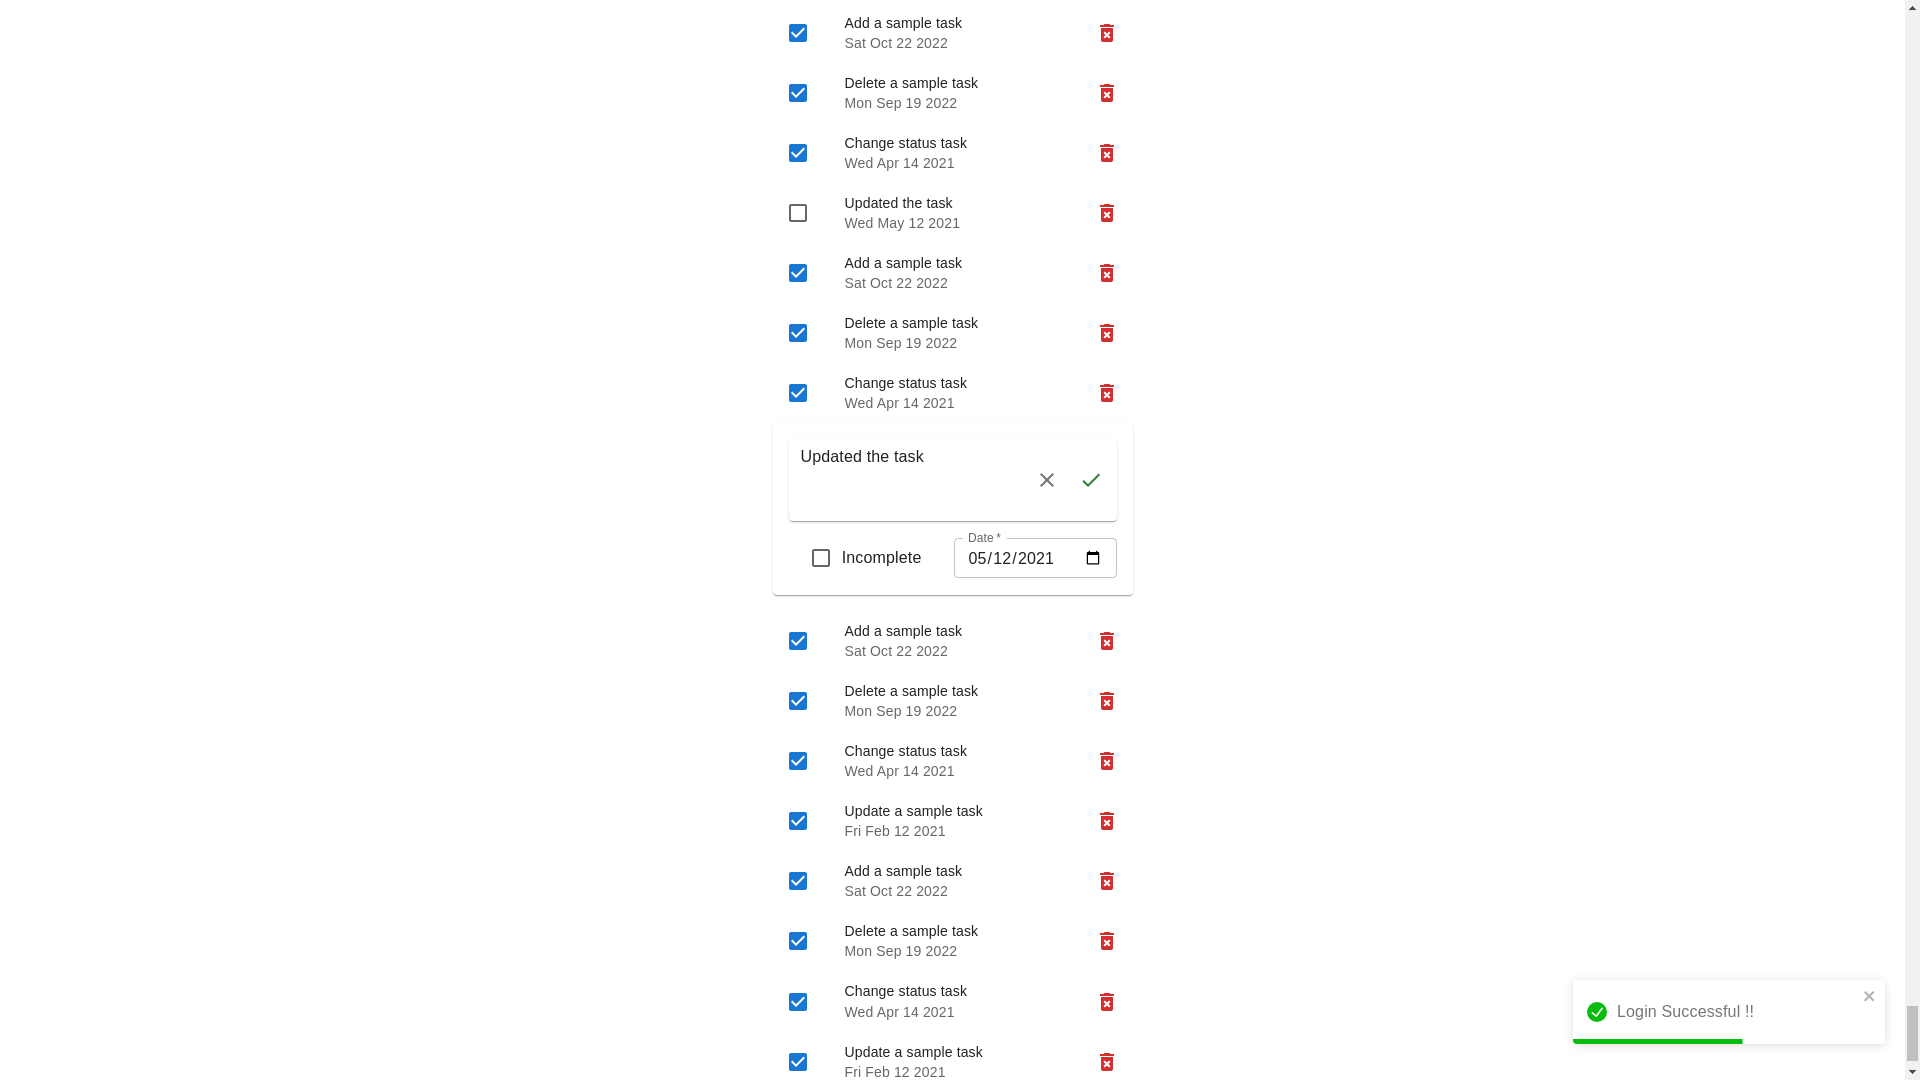 Add a sample task
Sat Oct 22 2022
Delete a sample task
Mon Sep 19 2022
Change status task
Wed Apr 14 2021
Updated the task
Wed May 12 2021
Add a sample task
Sat Oct 22 2022
Delete a sample task
Mon Sep 19 2022
Change status task
Wed Apr 14 2021
Updated the task
Incomplete
Date *
05/12/2021
Add a sample task
Sat Oct 22 2022
Delete a sample task
Mon Sep 19 2022
Change status task
Wed Apr 14 2021
Update a sample task
Fri Feb 12 2021
Add a sample task
Sat Oct 22 2022
Delete a sample task
Mon Sep 19 2022
Change status task
Wed Apr 14 2021
Update a sample task
Fri Feb 12 2021
Login Successful !!